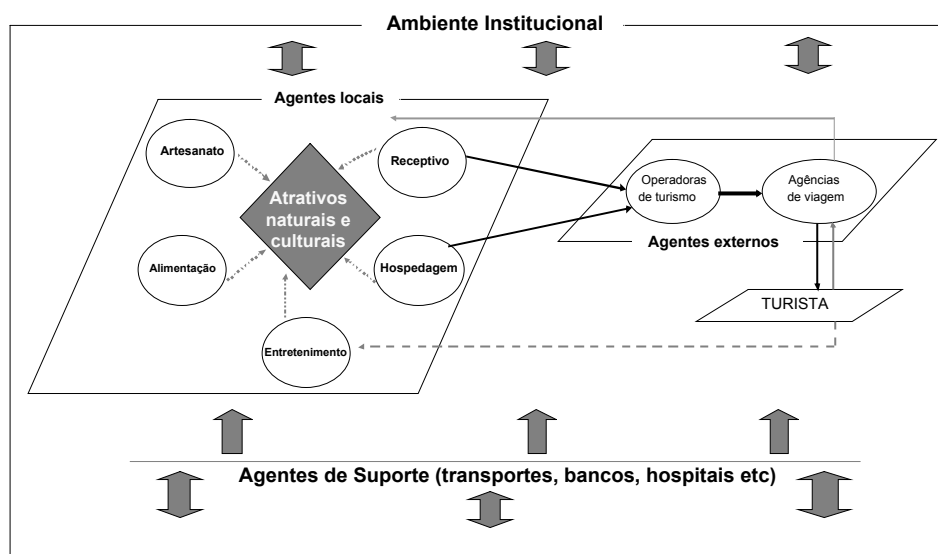 Ambiente Institucional
Agentes locais
Artesanato
Receptivo
Atrativos
naturais e
culturais
Alimentação
Hospedagem
Entretenimento
Operadoras
de turismo
Agências
de viagem
Agentes externos
TURISTA
Agentes de Suporte (transportes, bancos, hospitais etc)